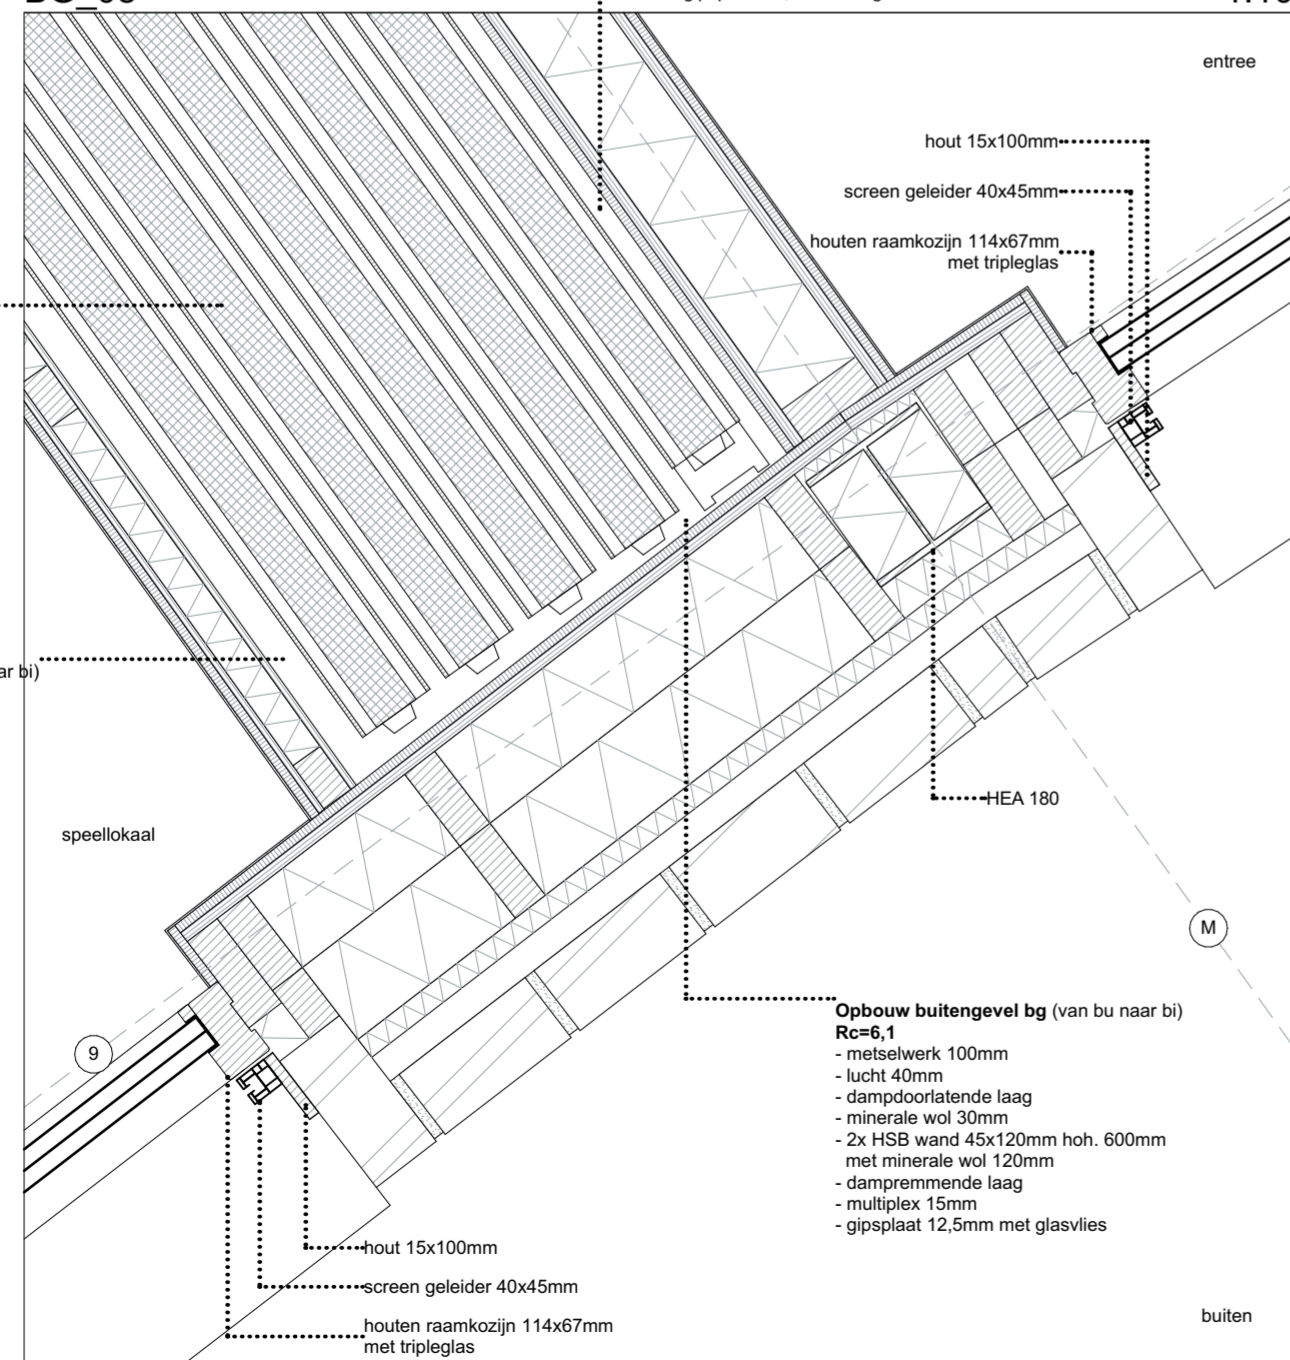 entree
hout 15x100mm
screen geleider 40x45mm
houten raamkozijn 114x67mm
met tripleglas
naar bi)
speellokaal
HEA 180
M
9
Opbouw buitengevel bg (van bu naar bi)
Rc=6,1
- metselwerk 100mm
- lucht 40mm
- dampdoorlatende laag
- minerale wol 30mm
- 2x HSB wand 45x120mm hoh. 600mm
met minerale wol 120mm
- dampremmende laag
- multiplex 15mm
- gipsplaat 12,5mm met glasvlies
hout 15x100mm
screen geleider 40x45mm
houten raamkozijn 114x67mm
met tripleglas
buiten